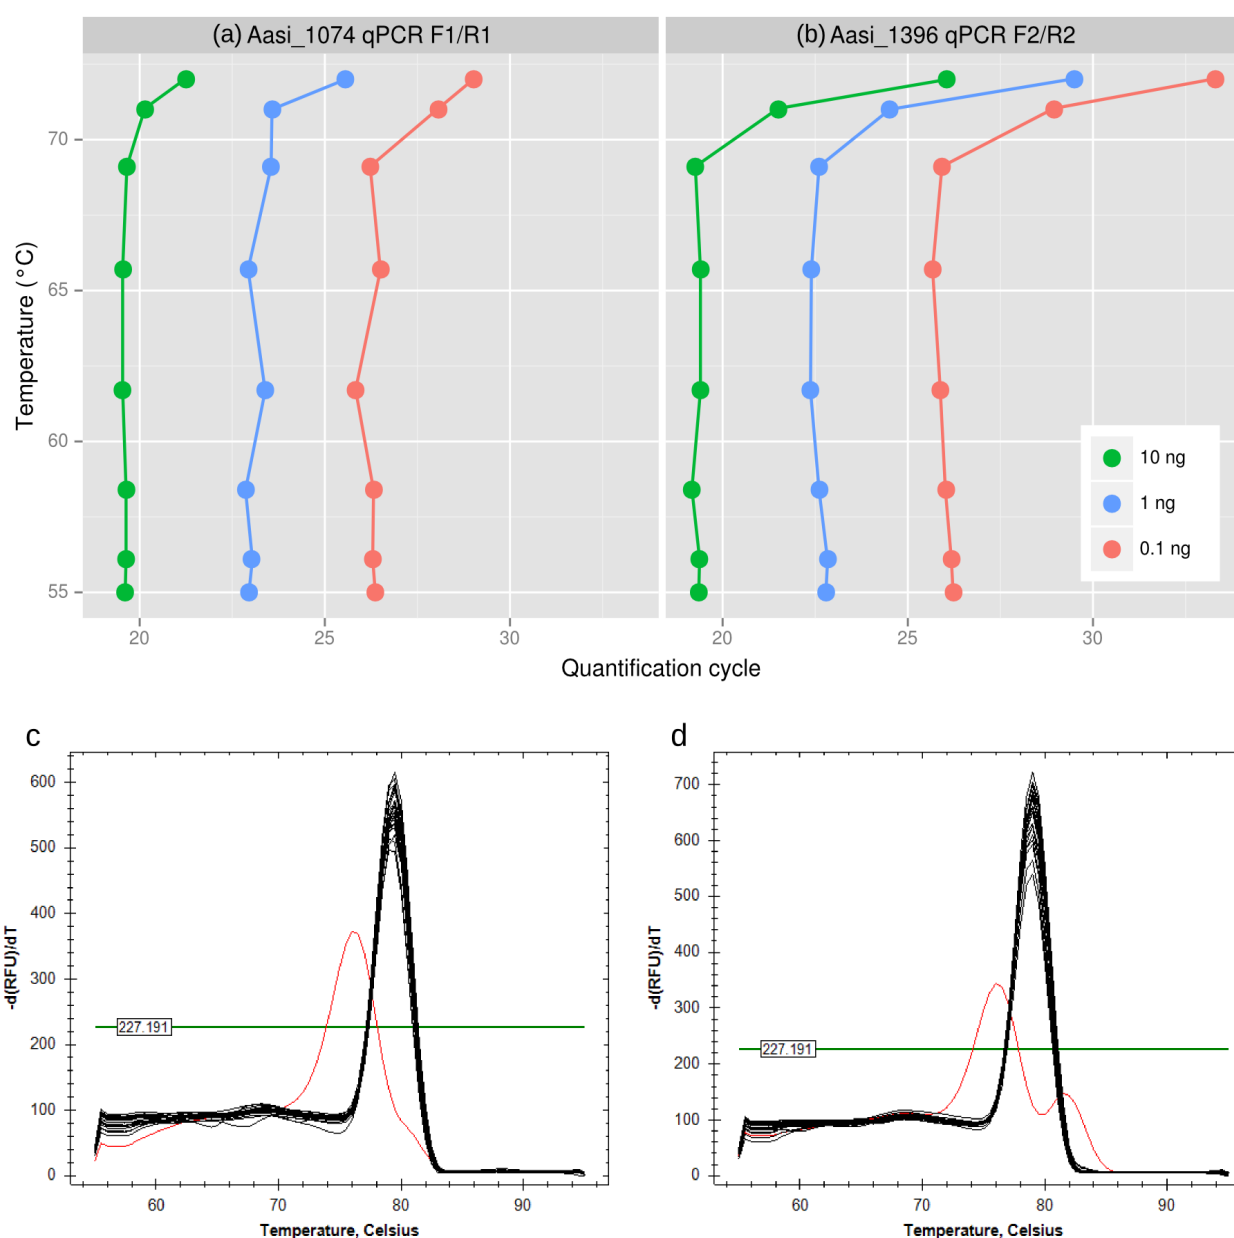 (a) Aasi_1074 qPCR F1/R1
(b) Aasi_1396 qPCR F2/R2
Temperature (°C)
70
65
60
55
10 ng
1 ng
0.1 ng
20
25
30
20
25
30
Quantification cycle
c
-d(RFU)/dT
600
500
400
300
200
100
0
227.191
60
70
80
90
Temperature, Celsius
d
-d(RFU)/dT
700
600
500
400
300
200
100
0
227.191
60
70
80
90
Temperature, Celsius